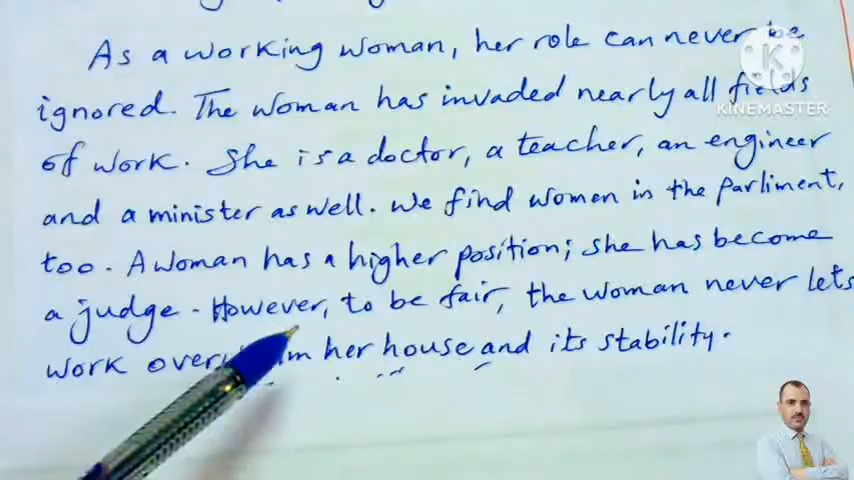 As a working woman, her role can never be
ignored. The woman has invaded nearly all fields
of work. She is a doctor, a teacher, an engineer
and a minister as well. We find women in the parliment,
too. A woman has a higher position; she has become
a judge. However, to be fair, the woman never lets
work her house and its stability.
KINEMASTER